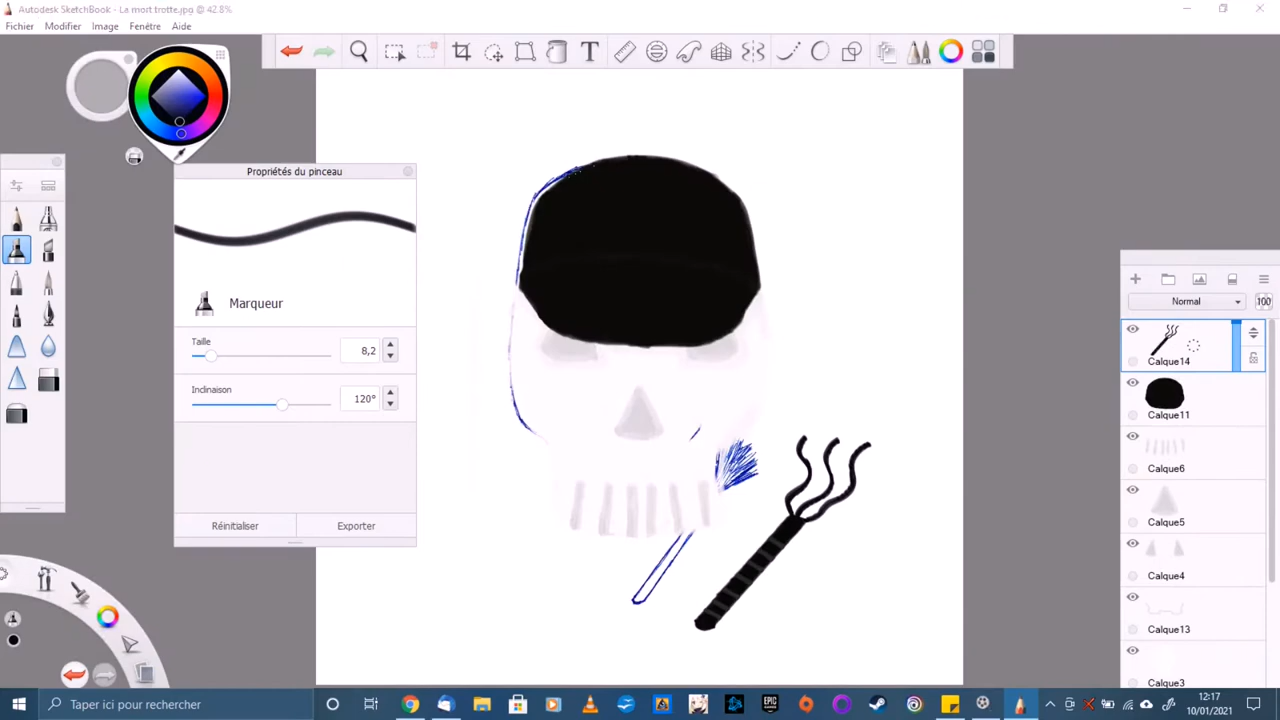 Autodesk SketchBook - La mort trotte.jpg @ 42.8%
Fichier Modifier Image Fenêtre Aide
T
Propriétés du pinceau
Marqueur
Taille
8,2
Inclinaison
120°
Réinitialiser Exporter
Normal 100
Calque14
Calque11
Calque6
Calque5
Calque4
Calque13
Calque3
Taper ici pour rechercher
EPIC GAMES
12:17
10/01/2021